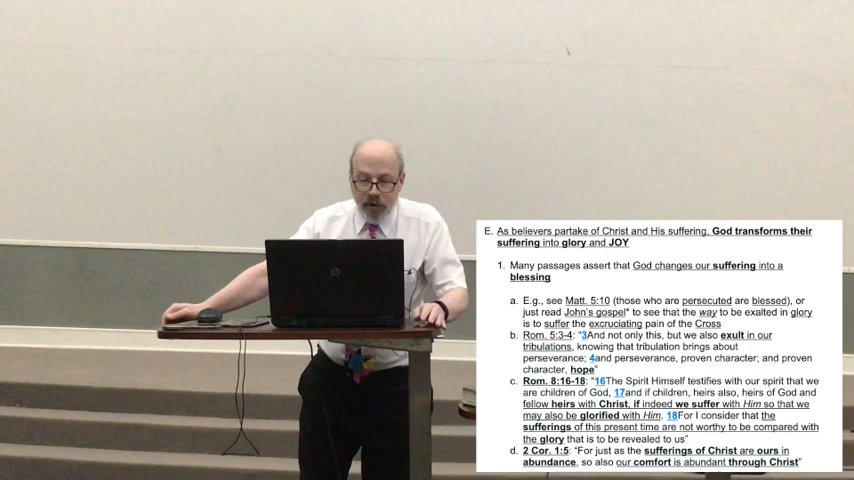 E. As believers partake of Christ and His suffering, God transforms their
suffering into glory and JOY
1. Many passages assert that God changes our suffering into a
blessing
a. E.g., see Matt. 5:10 (those who are persecuted are blessed), or
just read John's gospel* to see that the way to be exalted in glory
is to suffer the excruciating pain of the Cross
b. Rom. 5:3-4: "3And not only this, but we also exult in our
tribulations, knowing that tribulation brings about
perseverance; 4and perseverance, proven character; and proven
character, hope"
c. Rom. 8:16-18: "16The Spirit Himself testifies with our spirit that we
are children of God, 17and if children, heirs also, heirs of God and
fellow heirs with Christ, if indeed we suffer with Him so that we
may also be glorified with Him. 18For I consider that the
sufferings of this present time are not worthy to be compared with
the glory that is to be revealed to us"
d. 2 Cor. 1:5: "For just as the sufferings of Christ are ours in
abundance, so also our comfort is abundant through Christ"